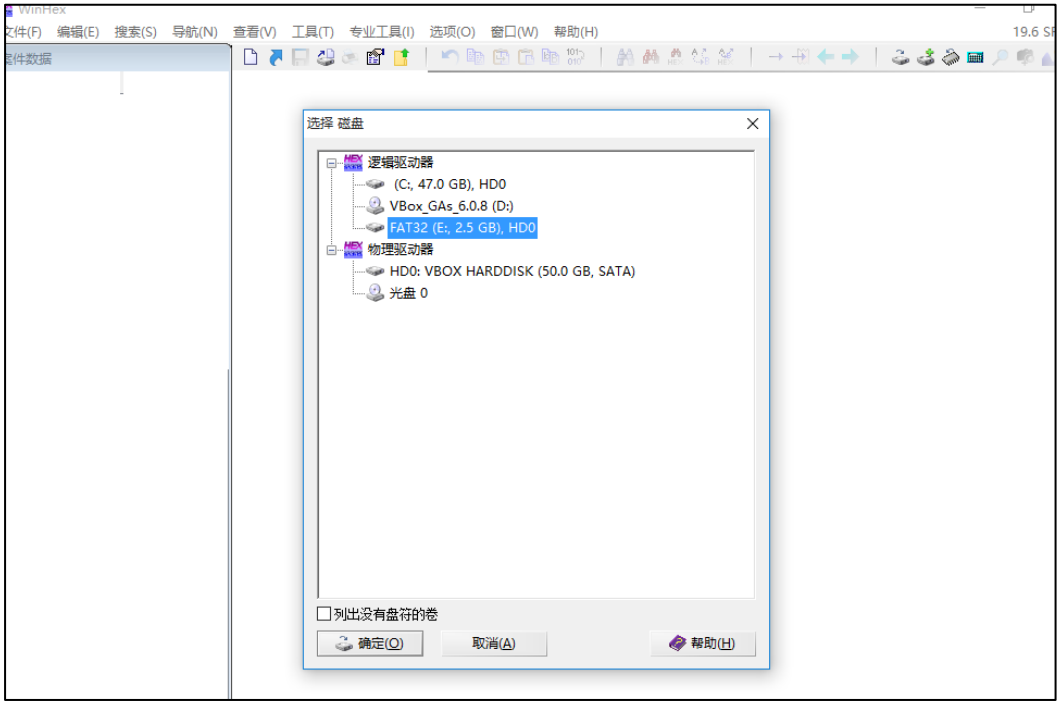 WinHex
文件(F) 编辑(E) 搜索(S) 导航(N) 查看(V) 工具(T) 专业工具(I) 选项(O) 窗口(W) 帮助(H) 19.6
案件数据
选择 磁盘
HEX 逻辑驱动器
(C:, 47.0 GB), HD0
VBox_GAs_6.0.8 (D:)
FAT32 (E:, 2.5 GB), HD0
HEX 物理驱动器
HD0: VBOX HARDDISK (50.0 GB, SATA)
光盘 0
列出没有盘符的卷
确定(O) 取消(A) 帮助(H)